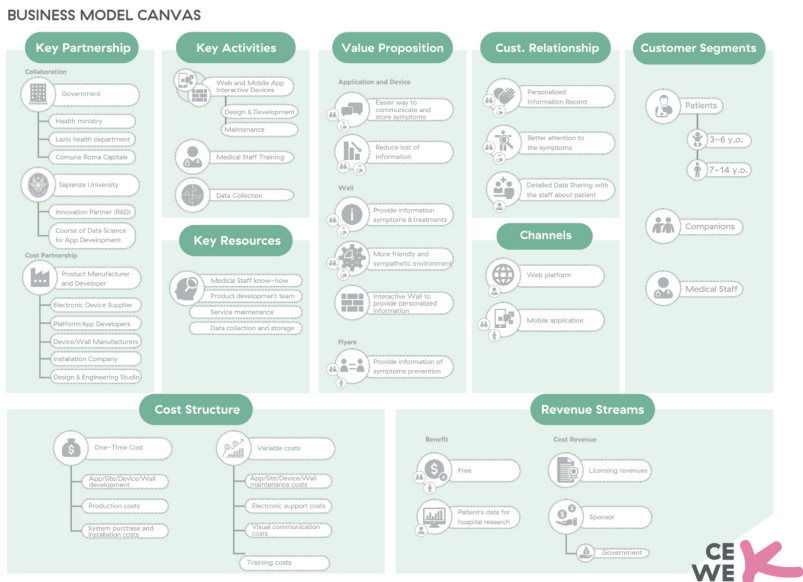 BUSINESS MODEL CANVAS
Key Partnership
Collaboration
Government
Health ministry
Lazio health department
Comune Roma Capitale
Sapienza University
Innovation Partner (R&D)
Course of Data Science
for App Development
Cost Partnership
Product Manufacturer
and Developer
Electronic Device Supplier
Platform/App Developers
Device/Wall Manufacturers
Installation Company
Design & Engineering Studio
Key Activities
Web and Mobile App
Interactive Devices
Design & Development
Maintenance
Medical Staff Training
Data Collection
Key Resources
Medical Staff know-how
Product development team
Service maintenance
Data collection and storage
Value Proposition
Application and Device
Easier way to
communicate and
store symptoms
Reduce lost of
information
Wall
Provide information
symptoms & treatments
More friendly and
sympathetic environment
Interactive Wall to
provide personalized
information
Flyers
Provide information of
symptoms prevention
Cust. Relationship
Personalized
Information Record
Better attention to
the symptoms
Detailed Data Sharing with
the staff about patient
Channels
Web platform
Mobile application
Customer Segments
Patients
3-6 y.o.
7-14 y.o.
Companions
Medical Staff
Cost Structure
One-Time Cost
App/Site/Device/Wall
development
Production costs
System purchase and
installation costs
Variable costs
App/Site/Device/Wall
maintenance costs
Electronic support costs
Visual communication
costs
Training costs
Revenue Streams
Benefit
Free
Patient's data for
hospital research
Cost Revenue
Licensing revenues
Sponsor
Government
CE
WE